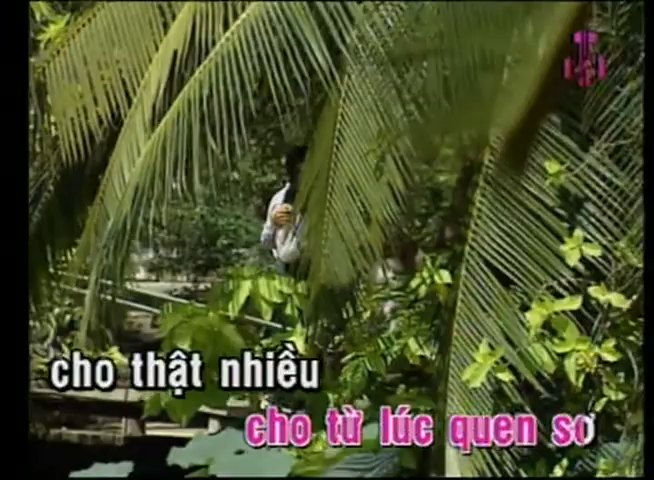 cho thật nhiều
cho từ lúc quen sơ